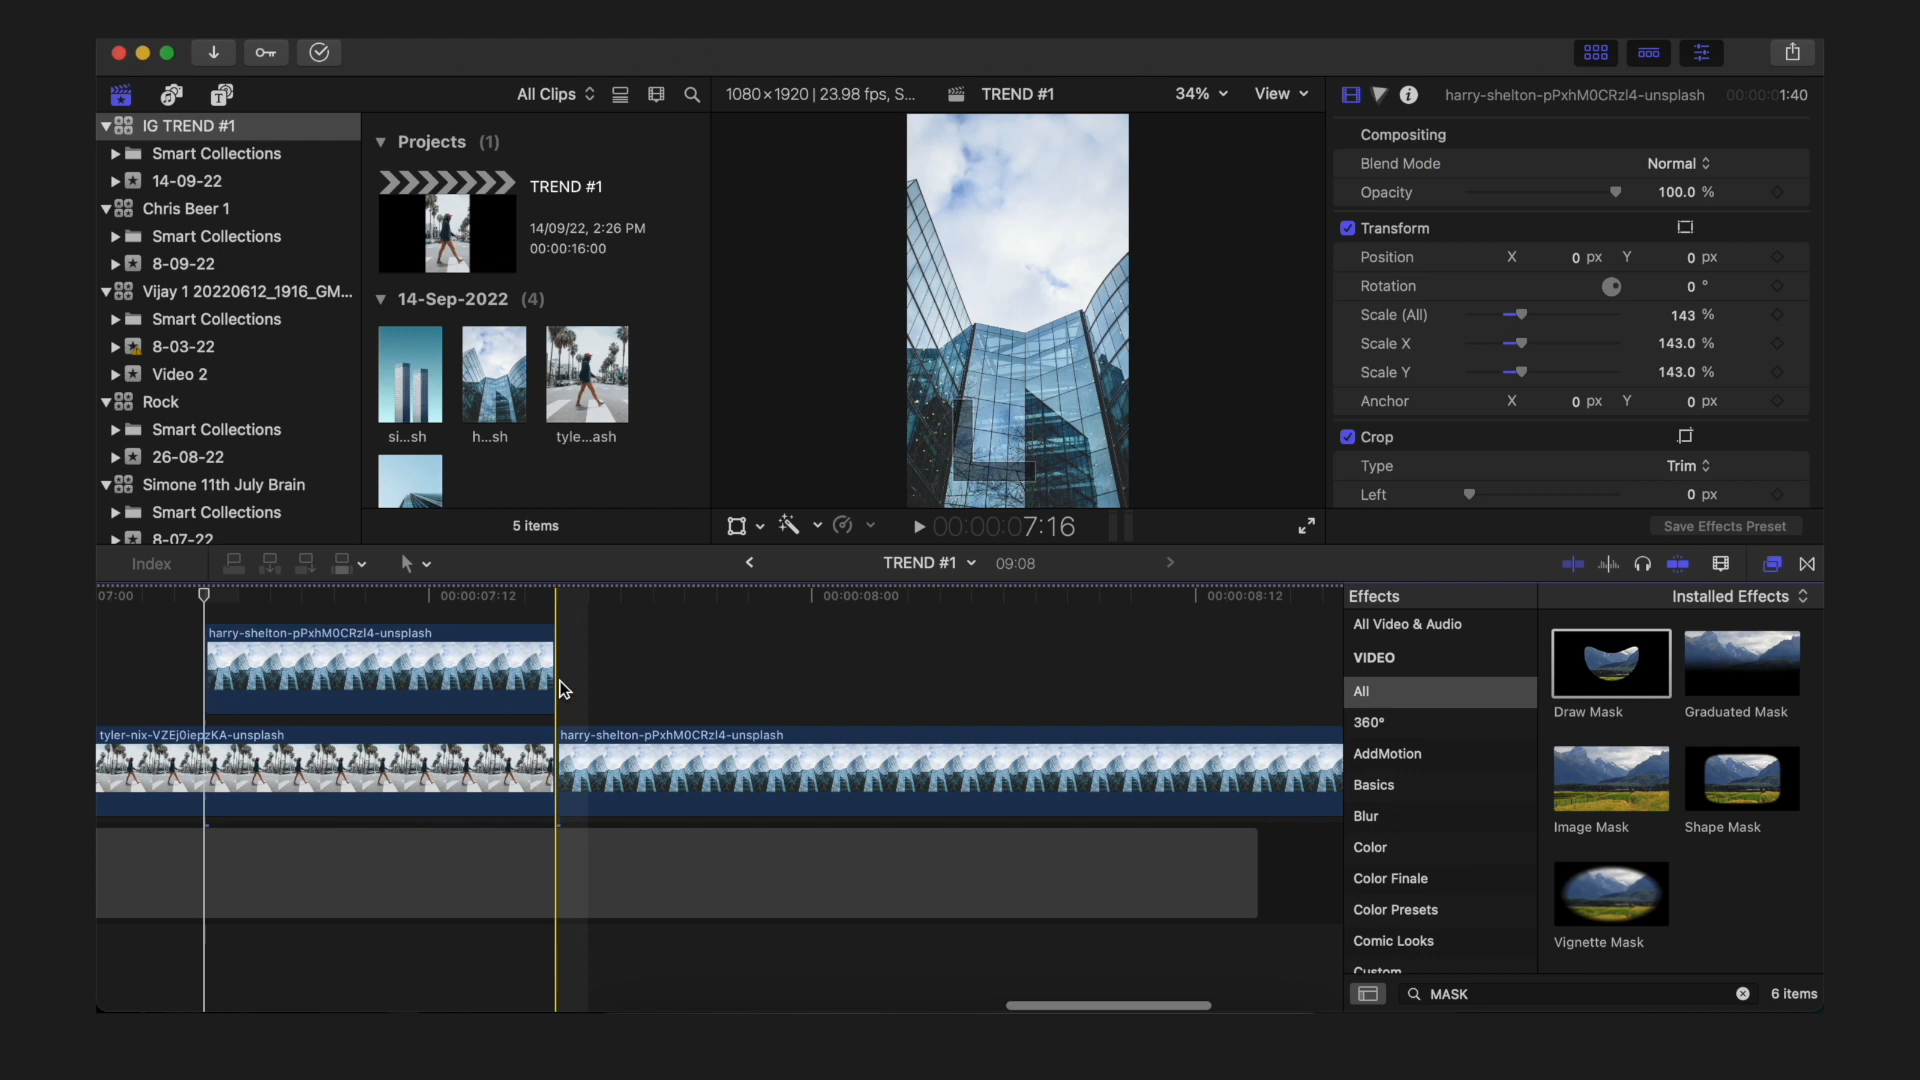 All Clips
1080×1920 | 23.98 fps, S...
TREND #1
34%
View
harry-shelton-pPxhM0CRzl4-unsplash
00:00:01:40
IG TREND #1
Smart Collections
14-09-22
Chris Beer 1
Smart Collections
8-09-22
Vijay 1 20220612_1916_GM...
Smart Collections
8-03-22
Video 2
Rock
Smart Collections
26-08-22
Simone 11th July Brain
Smart Collections
8-07-22
Projects (1)
TREND #1
14/09/22, 2:26 PM
00:00:16:00
14-Sep-2022 (4)
si...sh
h...sh
tyle...ash
5 items
00:00:07:16
Compositing
Blend Mode Normal
Opacity 100.0 %
Transform
Position X 0 px Y 0 px
Rotation 0 °
Scale (All) 143 %
Scale X 143.0 %
Scale Y 143.0 %
Anchor X 0 px Y 0 px
Crop
Type Trim
Left 0 px
Save Effects Preset
Index
TREND #1
09:08
07:00
00:00:07:12
00:00:08:00
00:00:08:12
harry-shelton-pPxhM0CRzl4-unsplash
tyler-nix-VZEj0iepzKA-unsplash
harry-shelton-pPxhM0CRzl4-unsplash
Effects
Installed Effects
All Video & Audio
VIDEO
All
360°
AddMotion
Basics
Blur
Color
Color Finale
Color Presets
Comic Looks
Custom
Draw Mask
Graduated Mask
Image Mask
Shape Mask
Vignette Mask
MASK
6 items